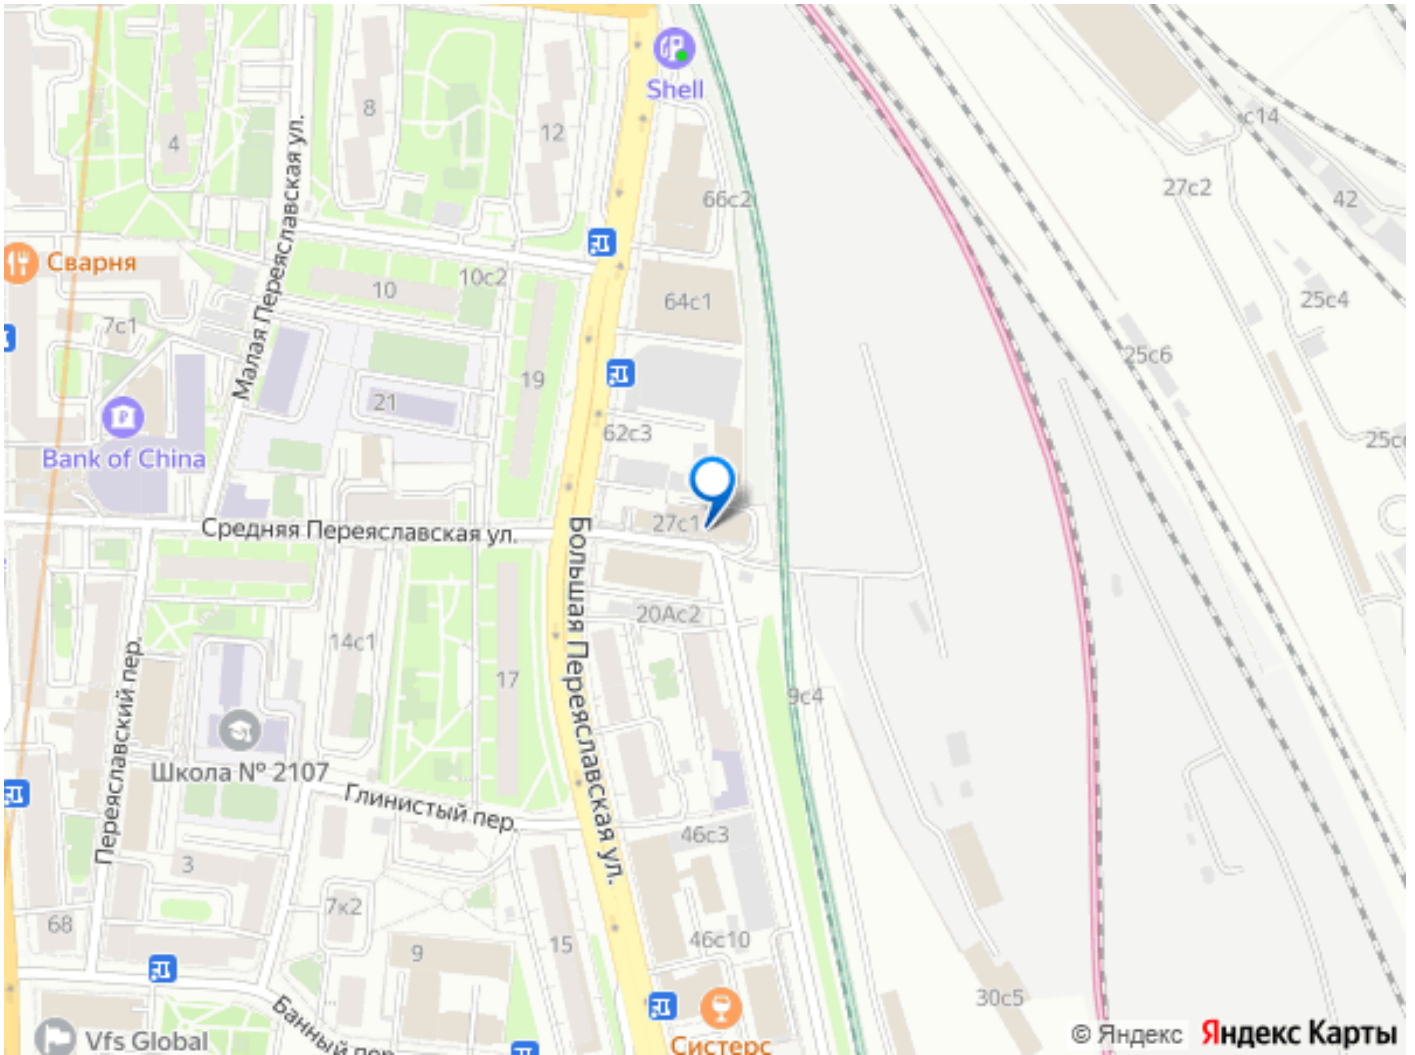 Shell
8
12
4
с14
27с2
42
66с2
Малая Переяславская ул.
Сварня
10с2
10
64с1
25с4
7с1
25с6
19
21
62с3
Bank of China
27с1
Средняя Переяславская ул.
Большая Переяславская ул.
20Ас2
14с1
17
9с4
Переяславский пер.
Школа № 2107
Глинистый пер.
46с3
3
7к2
68
9
15
46с10
30с5
Банный пер.
Vfs Global
Систерс
© Яндекс
Яндекс Карты